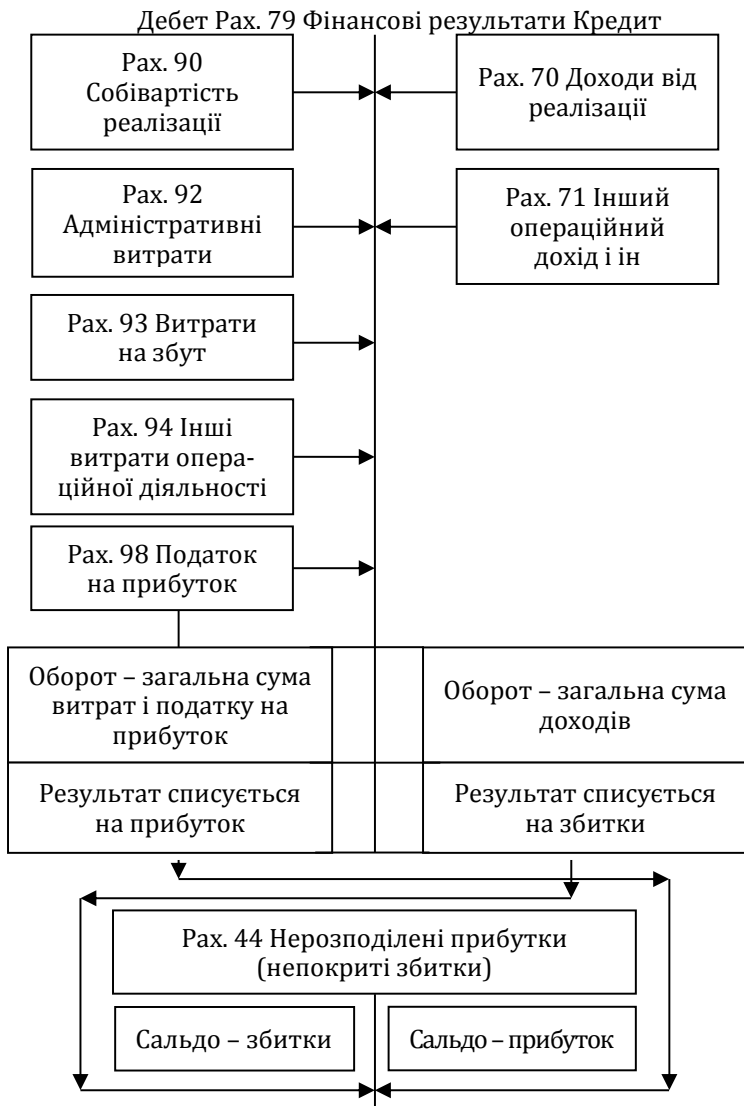 Дебет Рах. 79 Фінансові результати Кредит
Рах. 90
Собівартість
реалізації
Рах. 70 Доходи від
реалізації
Рах. 92
Адміністративні
витрати
Рах. 71 Інший
операційний
дохід і ін
Рах. 93 Витрати
на збут
Рах. 94 Інші
витрати опера-
ційної діяльності
Рах. 98 Податок
на прибуток
Оборот – загальна сума
витрат і податку на
прибуток
Оборот – загальна сума
доходів
Результат списується
на прибуток
Результат списується
на збитки
Рах. 44 Нерозподілені прибутки
(непокриті збитки)
Сальдо – збитки
Сальдо – прибуток